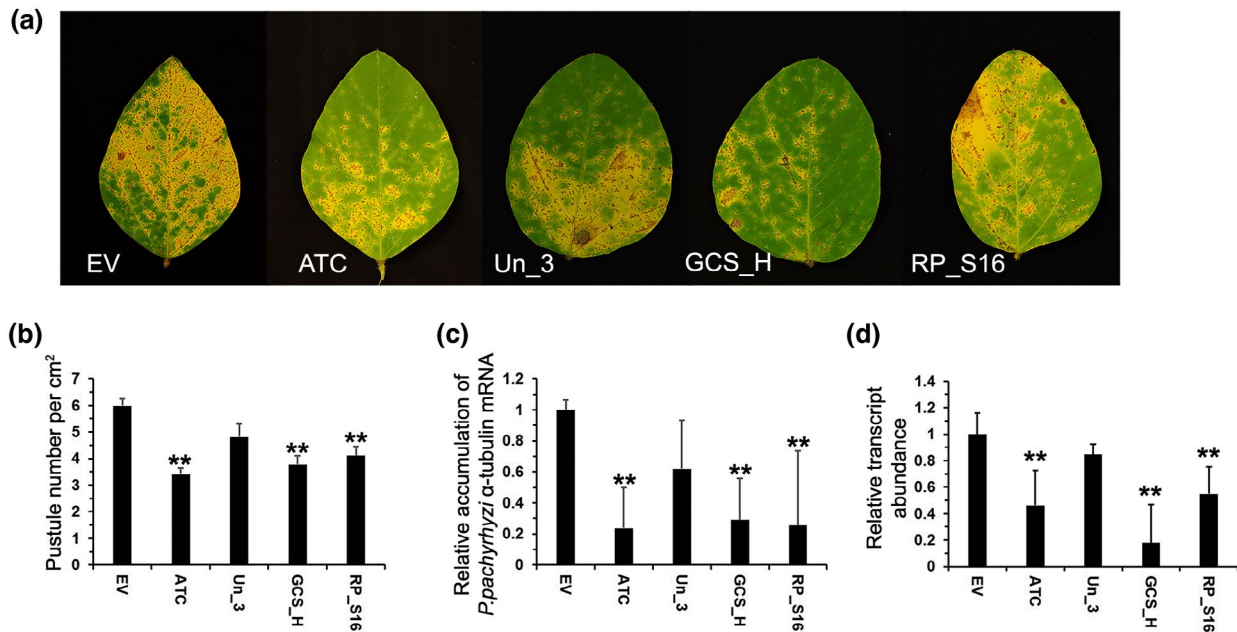 (a)
EV
ATC
Un_3
GCS_H
RP_S16
(b)
Pustule number per cm²
7
6
5
4
3
2
1
0
**
**
**
EV
ATC
Un_3
GCS_H
RP_S16
(c)
Relative accumulation of
P.pachyrhyzi α-tubulin mRNA
1.2
1
0.8
0.6
0.4
0.2
0
**
**
**
EV
ATC
Un_3
GCS_H
RP_S16
(d)
Relative transcript
abundance
1.4
1.2
1
0.8
0.6
0.4
0.2
0
**
**
**
EV
ATC
Un_3
GCS_H
RP_S16